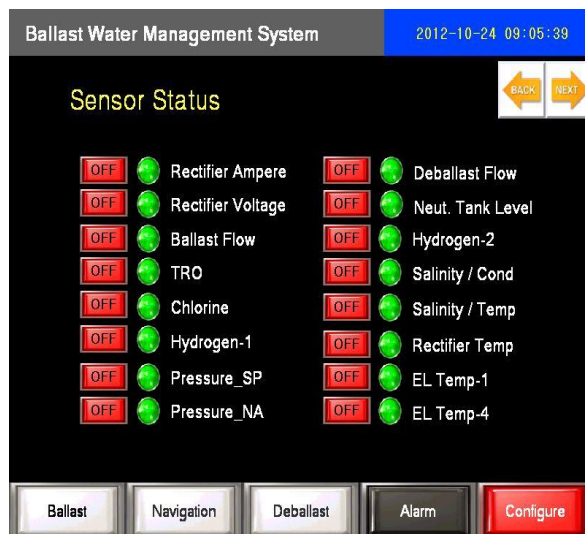 Ballast Water Management System 2012-10-24 09:05:39
Sensor Status BACK NEXT
OFF Rectifier Ampere OFF Deballast Flow
OFF Rectifier Voltage OFF Neut. Tank Level
OFF Ballast Flow OFF Hydrogen-2
OFF TRO OFF Salinity / Cond
OFF Chlorine OFF Salinity / Temp
OFF Hydrogen-1 OFF Rectifier Temp
OFF Pressure_SP OFF EL Temp-1
OFF Pressure_NA OFF EL Temp-4
Ballast Navigation Deballast Alarm Configure